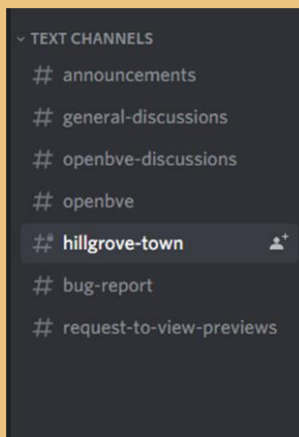 TEXT CHANNELS
announcements
general-discussions
openbve-discussions
openbve
hillgrove-town
bug-report
request-to-view-previews